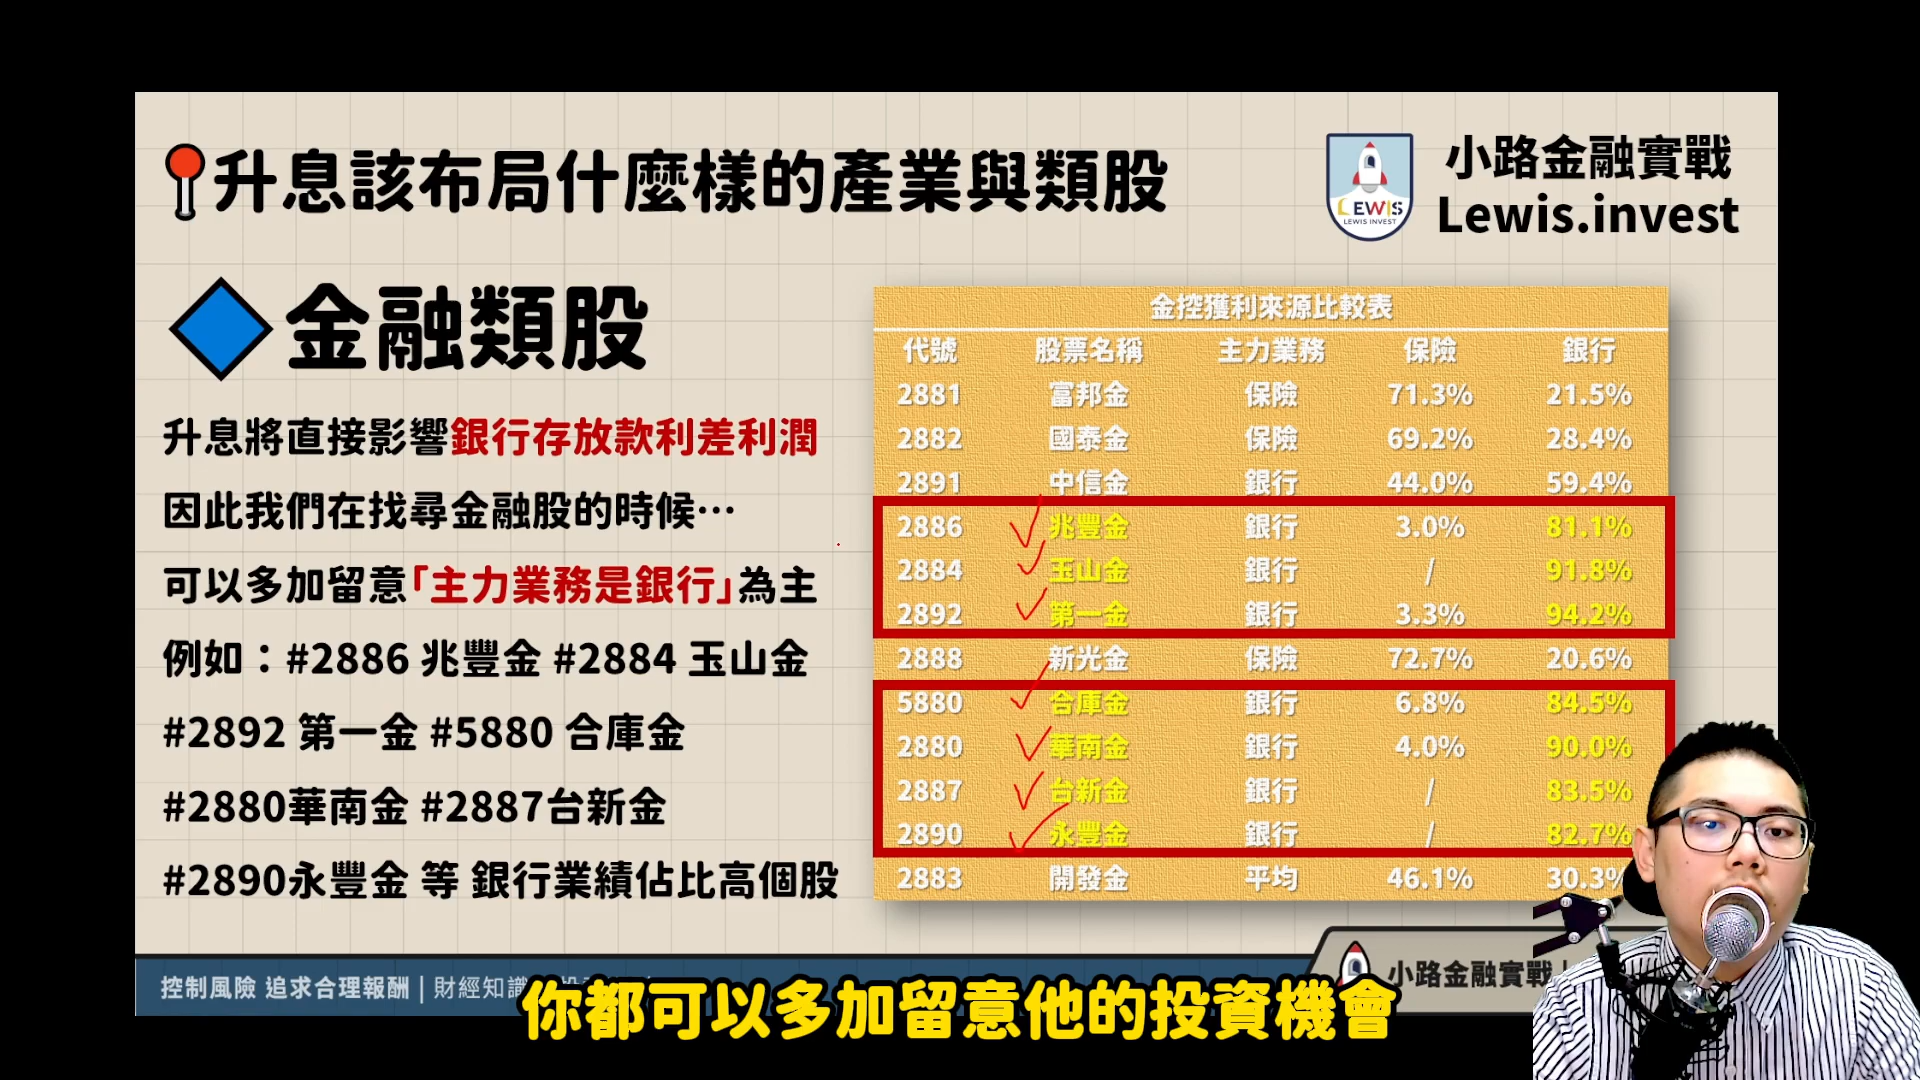 升息該布局什麼樣的產業與類股
LEWIS
LEWIS INVEST
小路金融實戰
Lewis.invest
金融類股
升息將直接影響銀行存放款利差利潤
因此我們在找尋金融股的時候…
可以多加留意「主力業務是銀行」為主
例如：#2886 兆豐金 #2884 玉山金
#2892 第一金 #5880 合庫金
#2880華南金 #2887台新金
#2890永豐金 等 銀行業績佔比高個股
金控獲利來源比較表
代號 股票名稱 主力業務 保險 銀行
2881 富邦金 保險 71.3% 21.5%
2882 國泰金 保險 69.2% 28.4%
2891 中信金 銀行 44.0% 59.4%
2886 兆豐金 銀行 3.0% 81.1%
2884 玉山金 銀行 / 91.8%
2892 第一金 銀行 3.3% 94.2%
2888 新光金 保險 72.7% 20.6%
5880 合庫金 銀行 6.8% 84.5%
2880 華南金 銀行 4.0% 90.0%
2887 台新金 銀行 / 83.5%
2890 永豐金 銀行 / 82.7%
2883 開發金 平均 46.1% 30.3%
控制風險 追求合理報酬 | 財經知識
小路金融實戰
你都可以多加留意他的投資機會